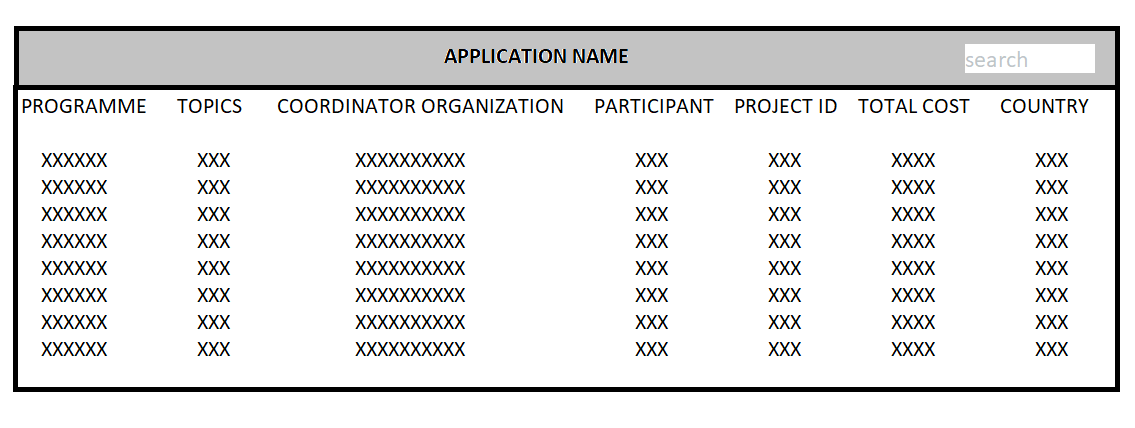 APPLICATION NAME search
PROGRAMME TOPICS COORDINATOR ORGANIZATION PARTICIPANT PROJECT ID TOTAL COST COUNTRY
XXXXXX XXX XXXXXXXXXX XXX XXX XXXX XXX
XXXXXX XXX XXXXXXXXXX XXX XXX XXXX XXX
XXXXXX XXX XXXXXXXXXX XXX XXX XXXX XXX
XXXXXX XXX XXXXXXXXXX XXX XXX XXXX XXX
XXXXXX XXX XXXXXXXXXX XXX XXX XXXX XXX
XXXXXX XXX XXXXXXXXXX XXX XXX XXXX XXX
XXXXXX XXX XXXXXXXXXX XXX XXX XXXX XXX
XXXXXX XXX XXXXXXXXXX XXX XXX XXXX XXX